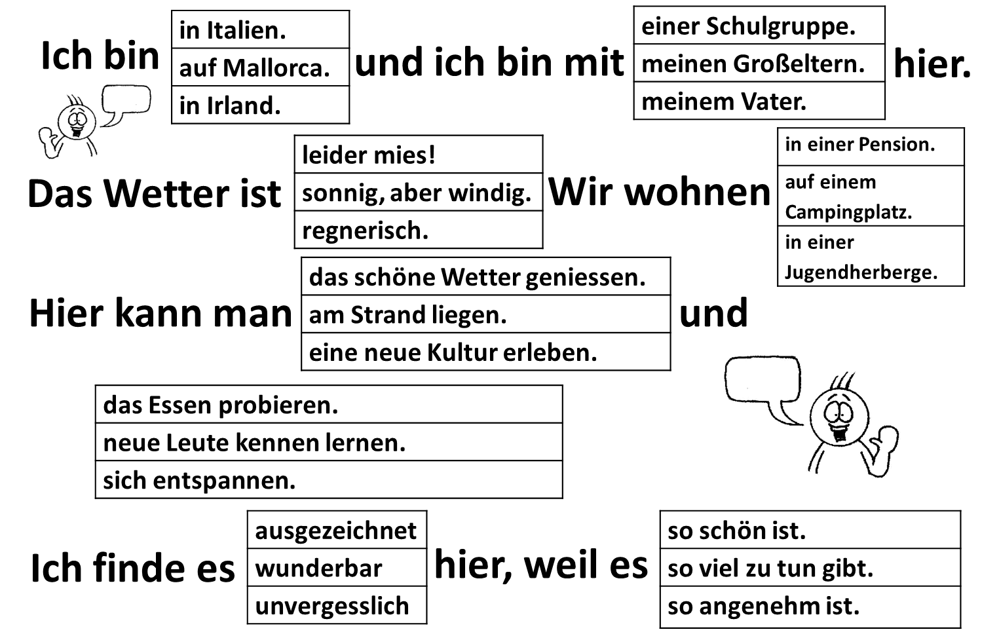 Ich bin
in Italien.
auf Mallorca.
in Irland.
und ich bin mit
einer Schulgruppe.
meinen Großeltern.
meinem Vater.
hier.
Das Wetter ist
leider mies!
sonnig, aber windig.
regnerisch.
Wir wohnen
in einer Pension.
auf einem
Campingplatz.
in einer
Jugendherberge.
Hier kann man
das schöne Wetter geniessen.
am Strand liegen.
eine neue Kultur erleben.
und
das Essen probieren.
neue Leute kennen lernen.
sich entspannen.
Ich finde es
ausgezeichnet
wunderbar
unvergesslich
hier, weil es
so schön ist.
so viel zu tun gibt.
so angenehm ist.